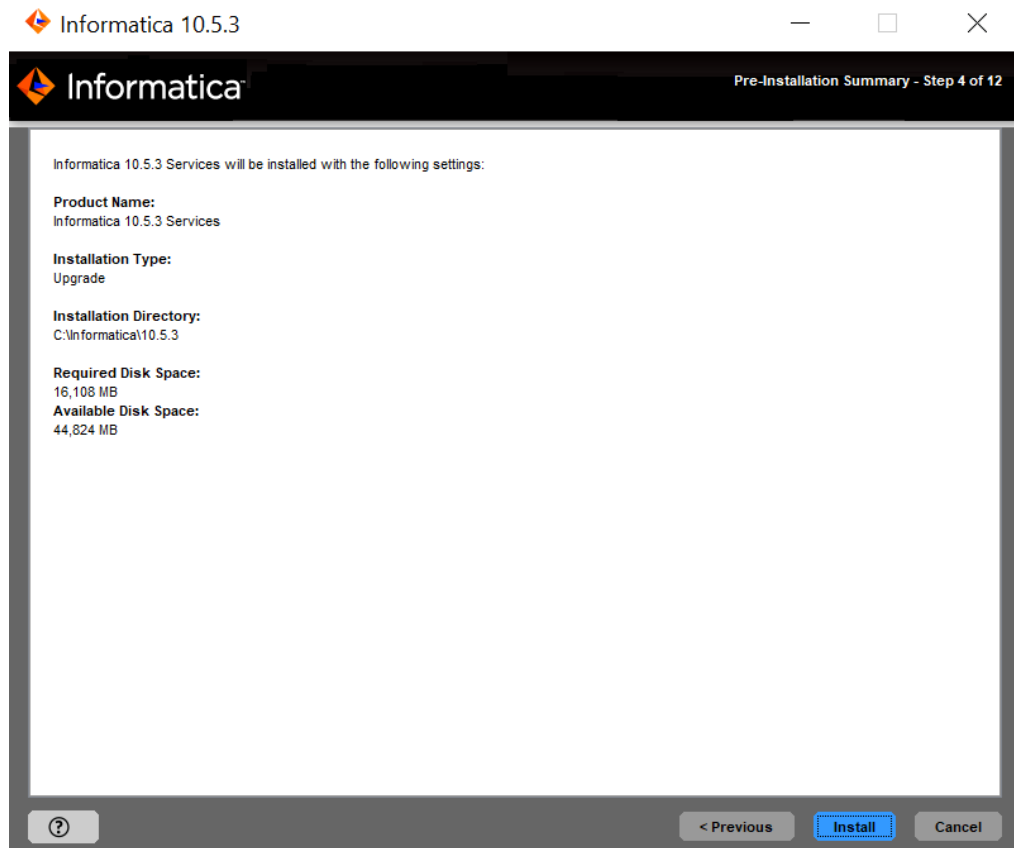 Informatica 10.5.3
Informatica
Pre-Installation Summary - Step 4 of 12
Informatica 10.5.3 Services will be installed with the following settings:
Product Name:
Informatica 10.5.3 Services
Installation Type:
Upgrade
Installation Directory:
C:\Informatica\10.5.3
Required Disk Space:
16,108 MB
Available Disk Space:
44,824 MB
? < Previous Install Cancel